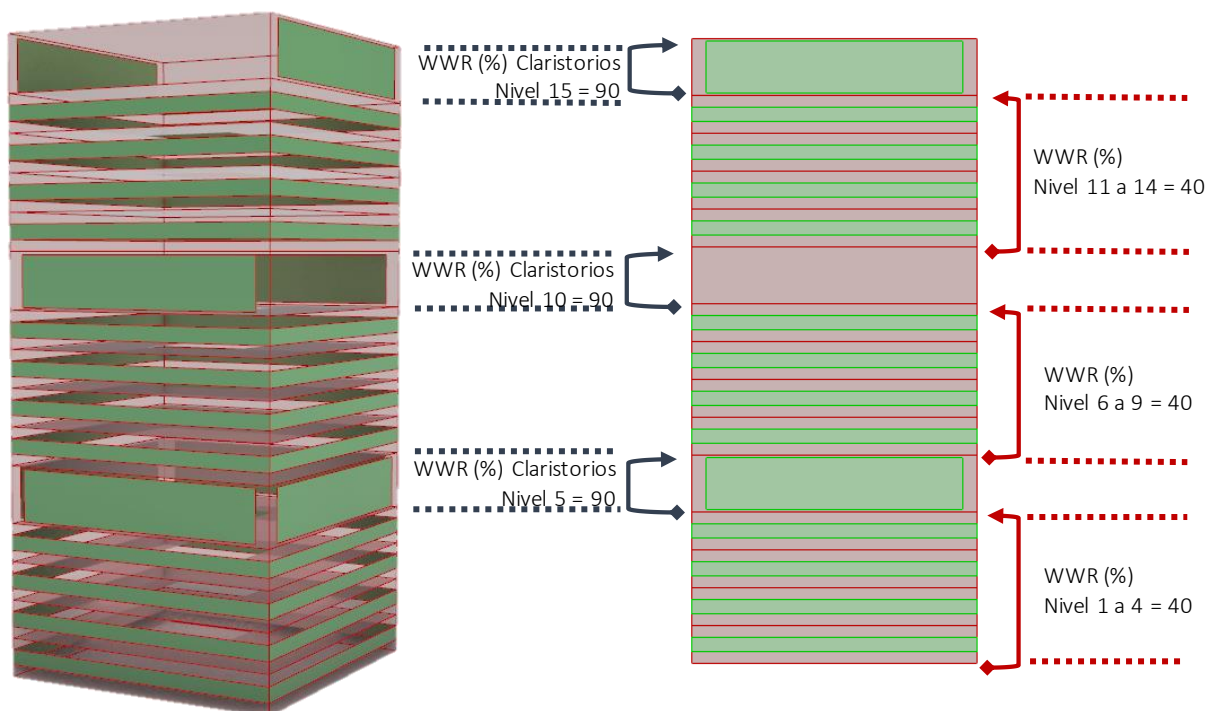 WWR (%) Claristorios
Nivel 15 = 90
WWR (%)
Nivel 11 a 14 = 40
WWR (%) Claristorios
Nivel 10 = 90
WWR (%)
Nivel 6 a 9 = 40
WWR (%) Claristorios
Nivel 5 = 90
WWR (%)
Nivel 1 a 4 = 40